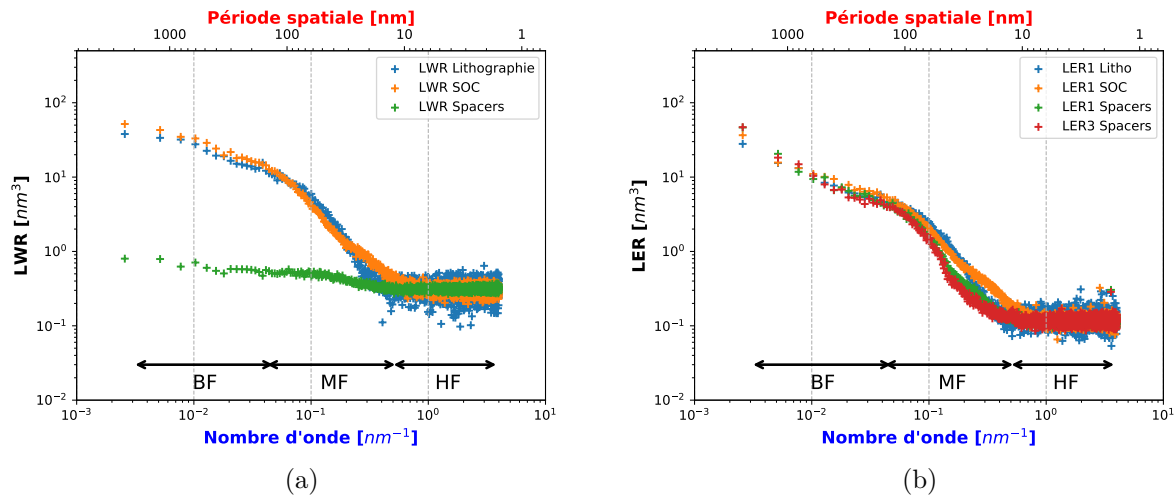 Période spatiale [nm]
1000 100 10 1
LWR Lithographie
LWR SOC
LWR Spacers
LWR [nm³]
10²
10¹
10⁰
10⁻¹
10⁻²
BF MF HF
10⁻³ 10⁻² 10⁻¹ 10⁰ 10¹
Nombre d'onde [nm⁻¹]
(a)
Période spatiale [nm]
1000 100 10 1
LER1 Litho
LER1 SOC
LER1 Spacers
LER3 Spacers
LER [nm³]
10²
10¹
10⁰
10⁻¹
10⁻²
BF MF HF
10⁻³ 10⁻² 10⁻¹ 10⁰ 10¹
Nombre d'onde [nm⁻¹]
(b)